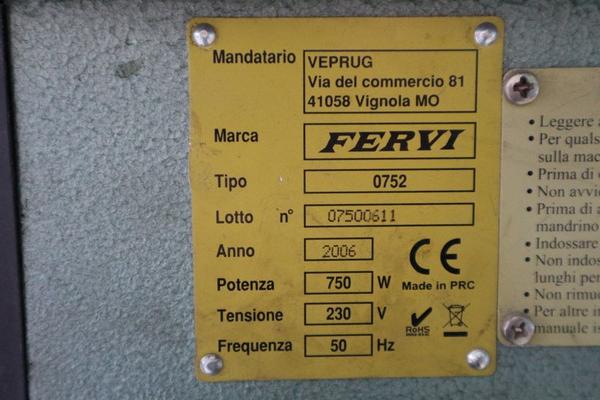 Mandatario VEPRUG
Via del commercio 81
41058 Vignola MO
Marca FERVI
Tipo 0752
Lotto n° 07500611
Anno 2006
Potenza 750 W
Tensione 230 V
Frequenza 50 Hz
CE
Made in PRC
RoHS
• Leggere
• Per quals
sulla mac
• Prima di
• Non avvi
• Prima di a
mandrino
• Indossare
• Non indos
lunghi per
• Non rimu
• Per altre in
manuale is